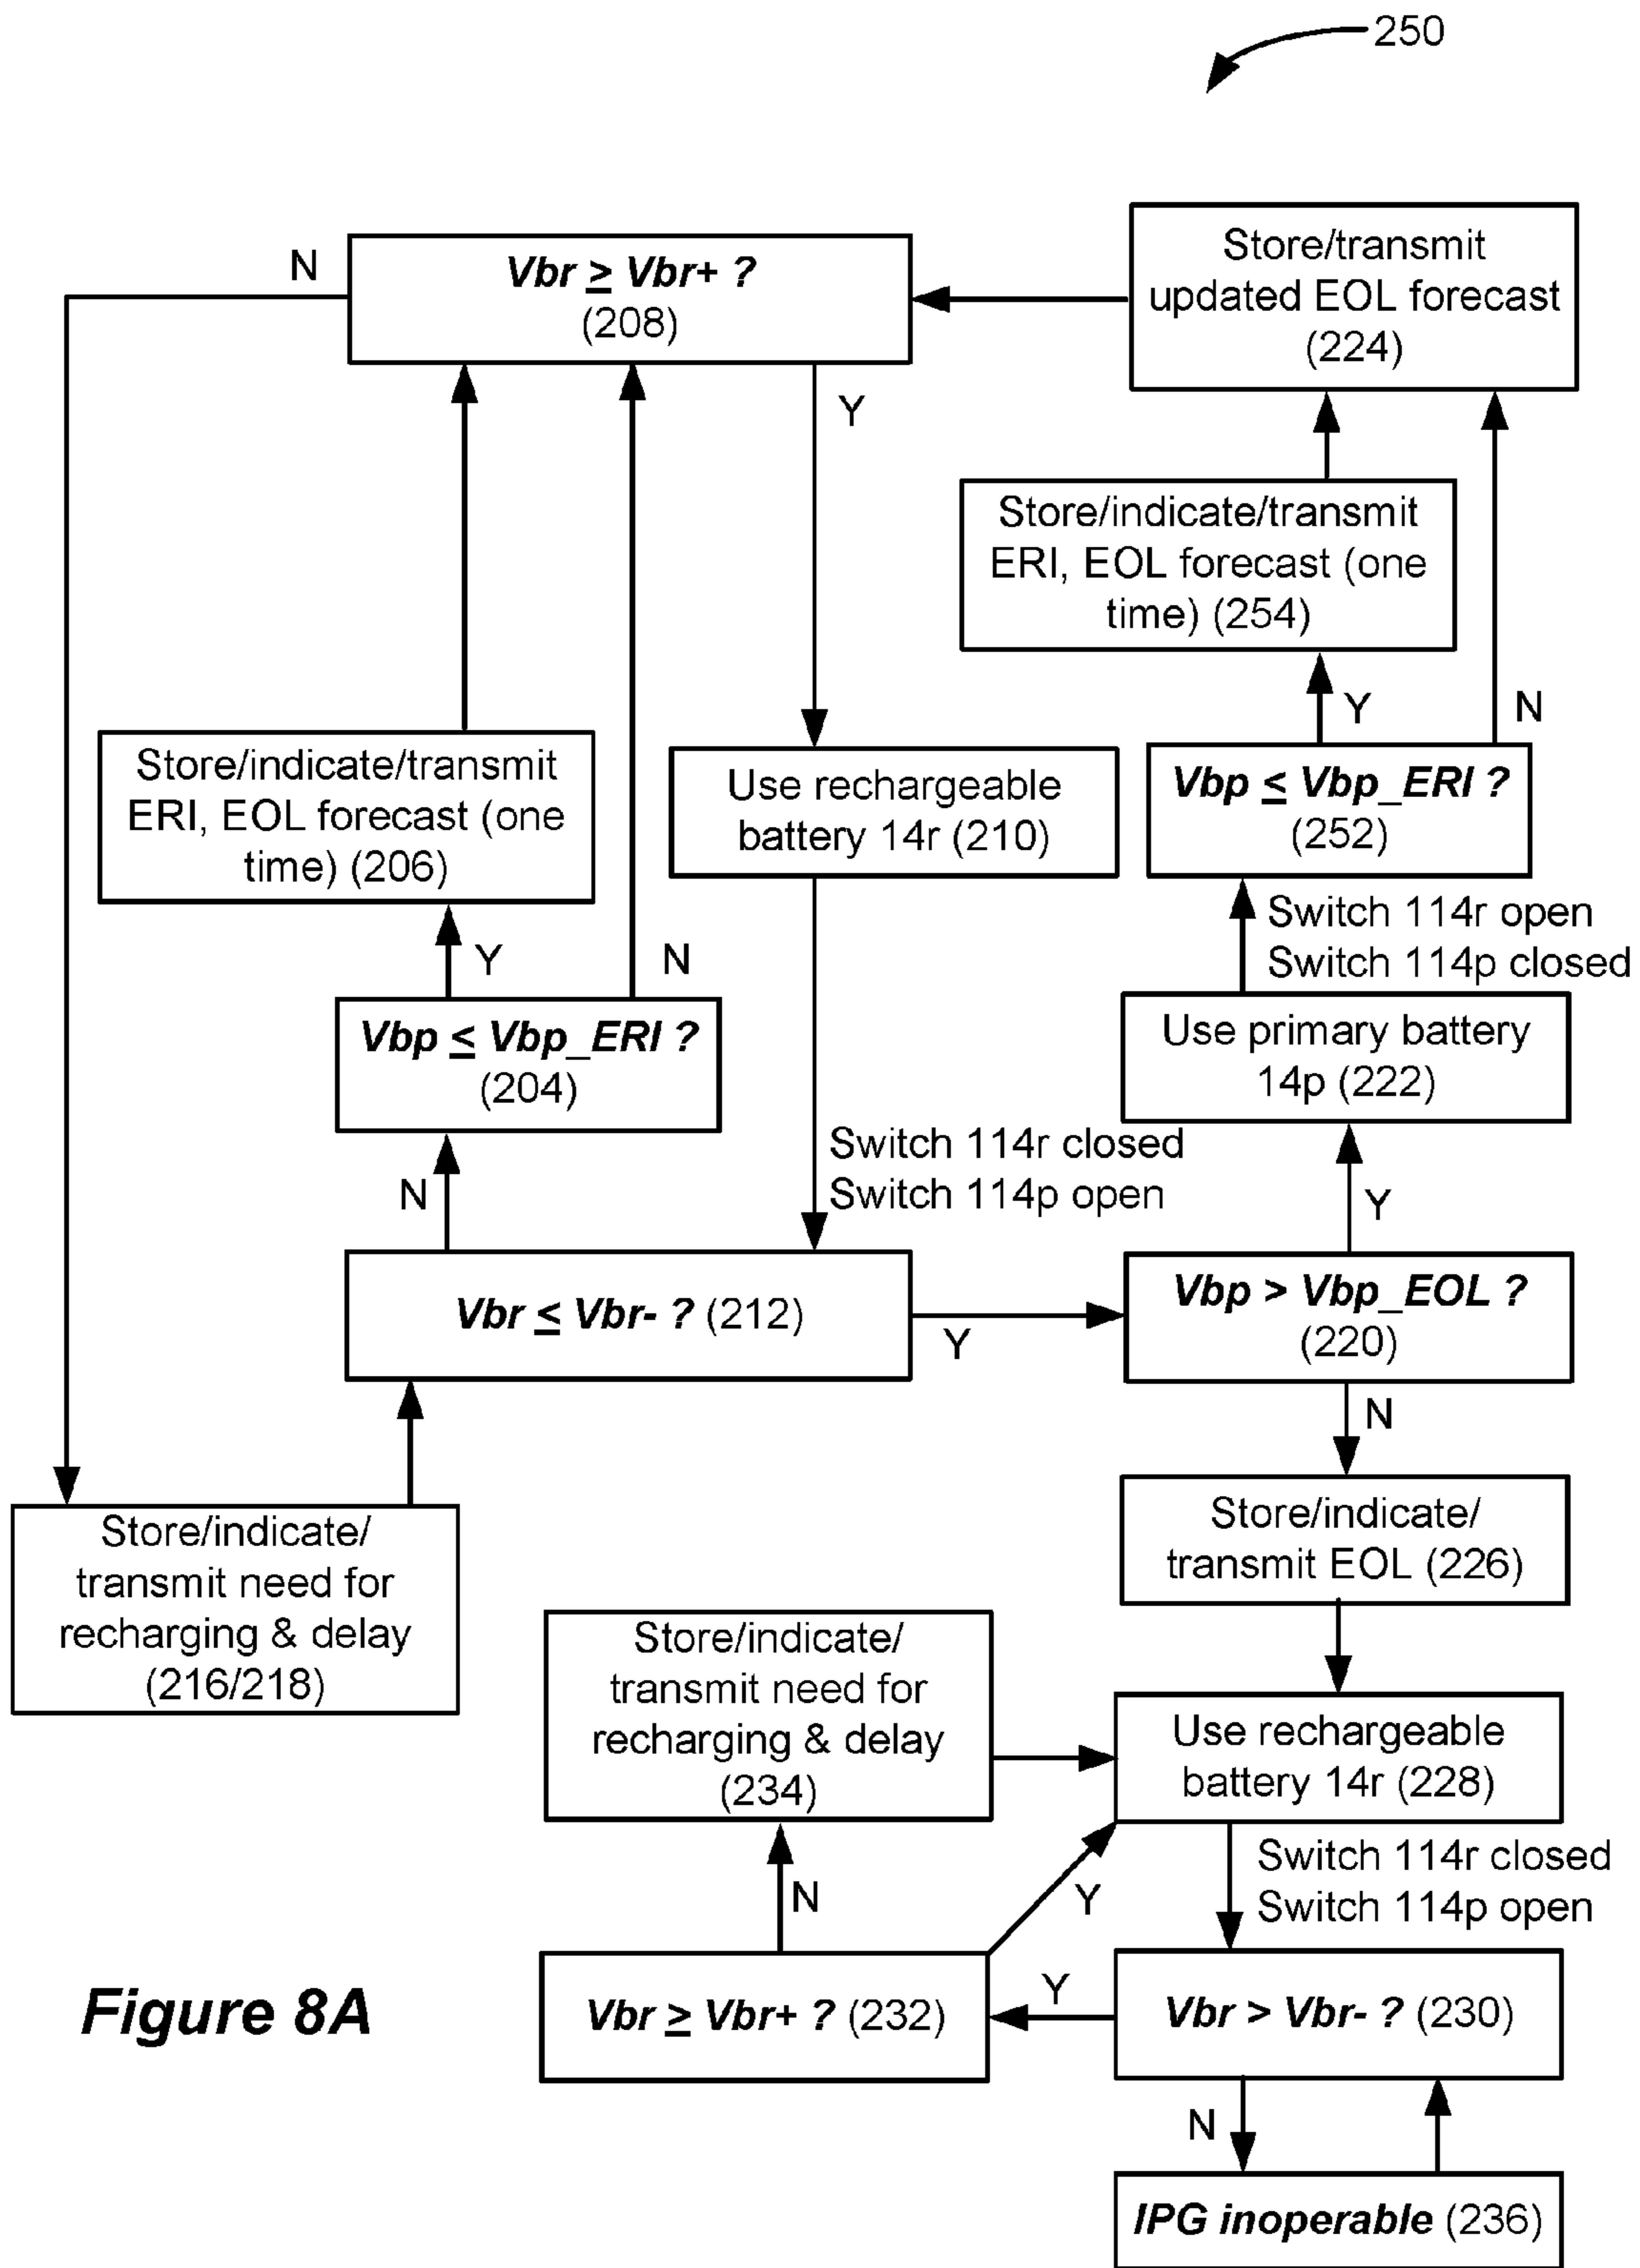 250
Vbr ≥ Vbr+ ?
(208)
N
Y
Store/transmit
updated EOL forecast
(224)
Store/indicate/transmit
ERI, EOL forecast (one
time) (254)
Y
N
Store/indicate/transmit
ERI, EOL forecast (one
time) (206)
Use rechargeable
battery 14r (210)
Vbp ≤ Vbp_ERI ?
(252)
Switch 114r open
Switch 114p closed
Y
N
Vbp ≤ Vbp_ERI ?
(204)
Use primary battery
14p (222)
Switch 114r closed
Switch 114p open
N
Y
Vbr ≤ Vbr- ? (212)
Y
Vbp > Vbp_EOL ?
(220)
N
Store/indicate/
transmit need for
recharging & delay
(216/218)
Store/indicate/
transmit EOL (226)
Store/indicate/
transmit need for
recharging & delay
(234)
Use rechargeable
battery 14r (228)
Switch 114r closed
Switch 114p open
N
Y
Figure 8A
Vbr ≥ Vbr+ ? (232)
Y
Vbr > Vbr- ? (230)
N
IPG inoperable (236)